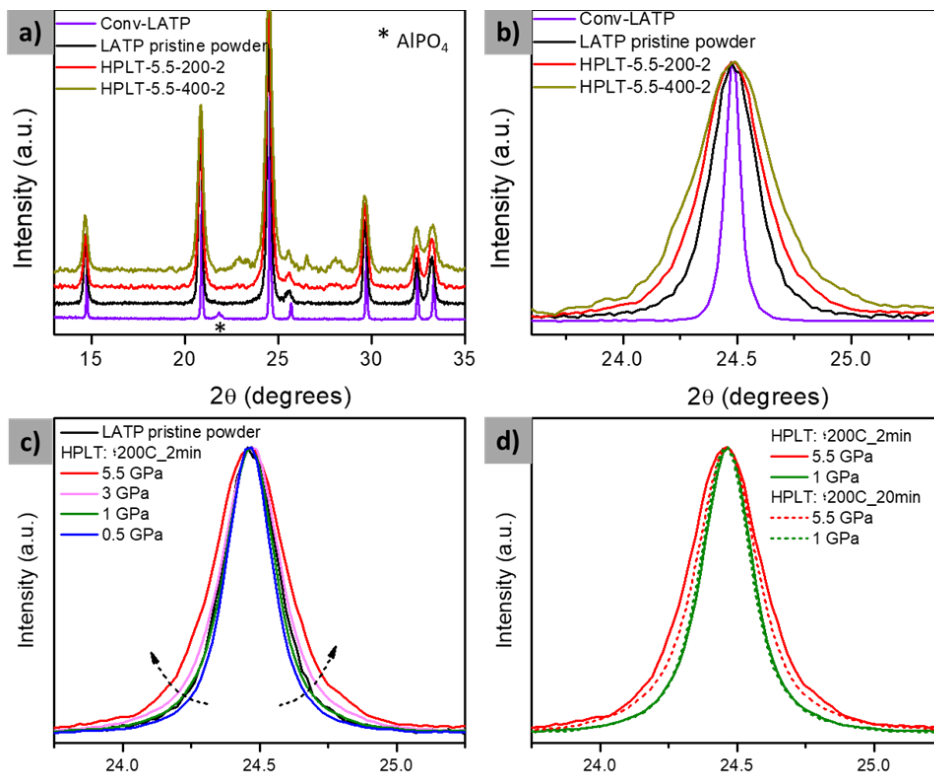 a)
Conv-LATP
LATP pristine powder
HPLT-5.5-200-2
HPLT-5.5-400-2
* AlPO4
*
Intensity (a.u.)
15 20 25 30 35
2θ (degrees)
b)
Conv-LATP
LATP pristine powder
HPLT-5.5-200-2
HPLT-5.5-400-2
Intensity (a.u.)
24.0 24.5 25.0
2θ (degrees)
c)
LATP pristine powder
HPLT: 200C_2min
5.5 GPa
3 GPa
1 GPa
0.5 GPa
Intensity (a.u.)
24.0 24.5 25.0
d)
HPLT: 200C_2min
5.5 GPa
1 GPa
HPLT: 200C_20min
5.5 GPa
1 GPa
Intensity (a.u.)
24.0 24.5 25.0